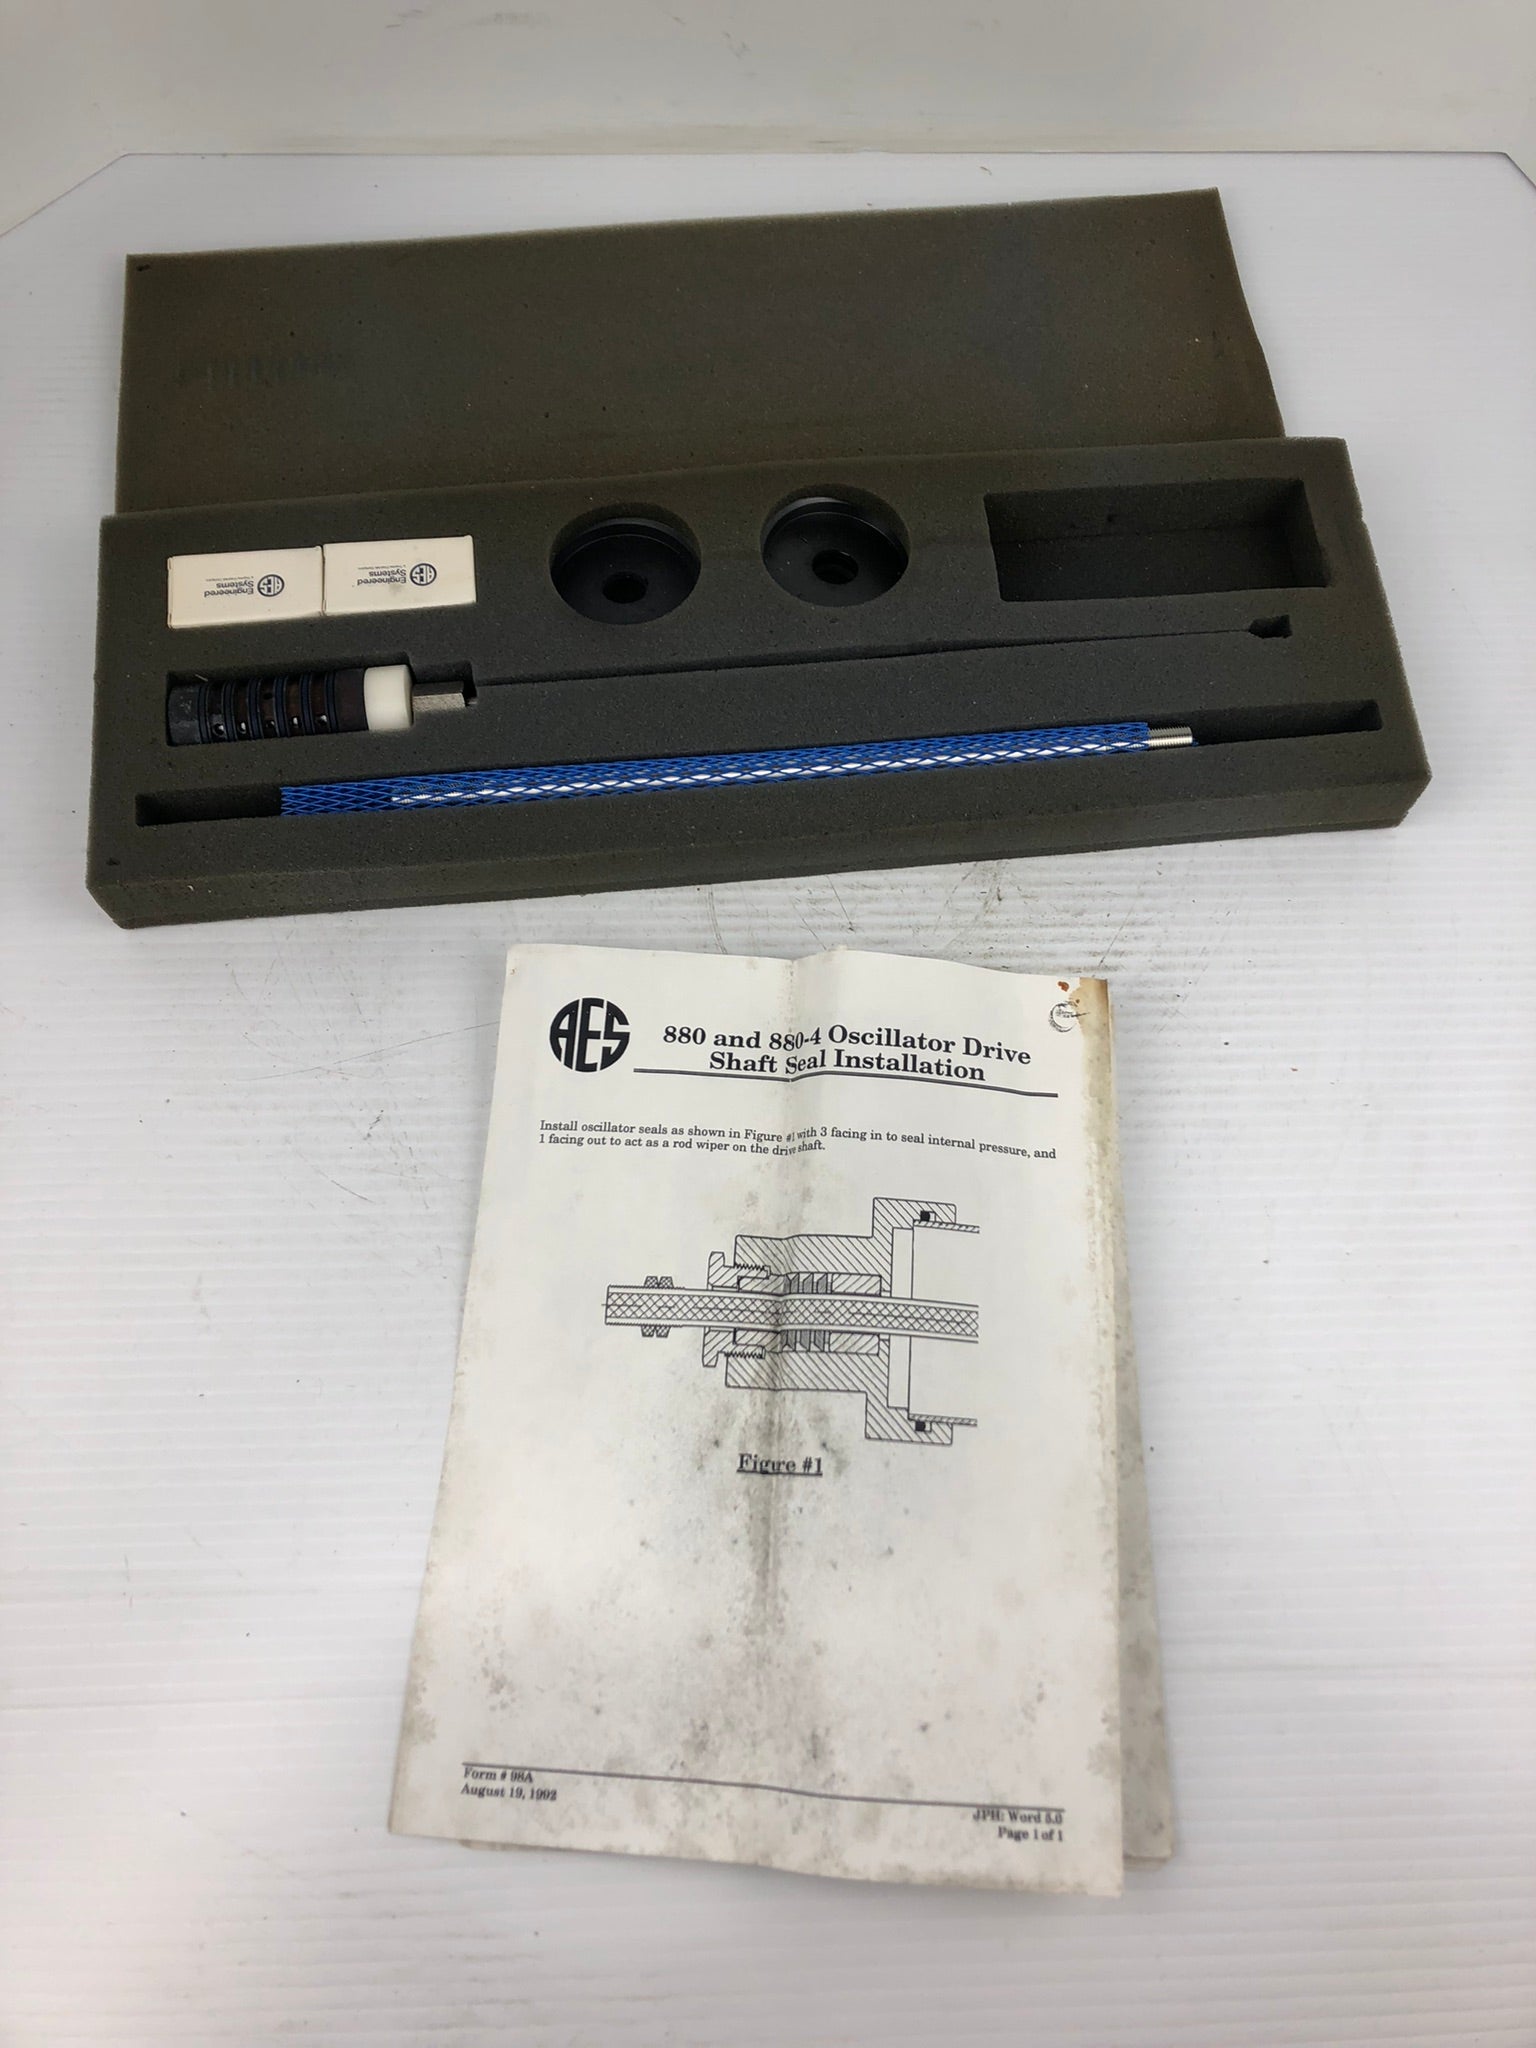 AES
Engineered
Systems
AES
Engineered
Systems
AES
880 and 880-4 Oscillator Drive
Shaft Seal Installation
Install oscillator seals as shown in Figure #1 with 3 facing in to seal internal pressure, and
1 facing out to act as a rod wiper on the drive shaft.
Figure #1
Form # 98A
August 19, 1992
JPH: Word 5.0
Page 1 of 1